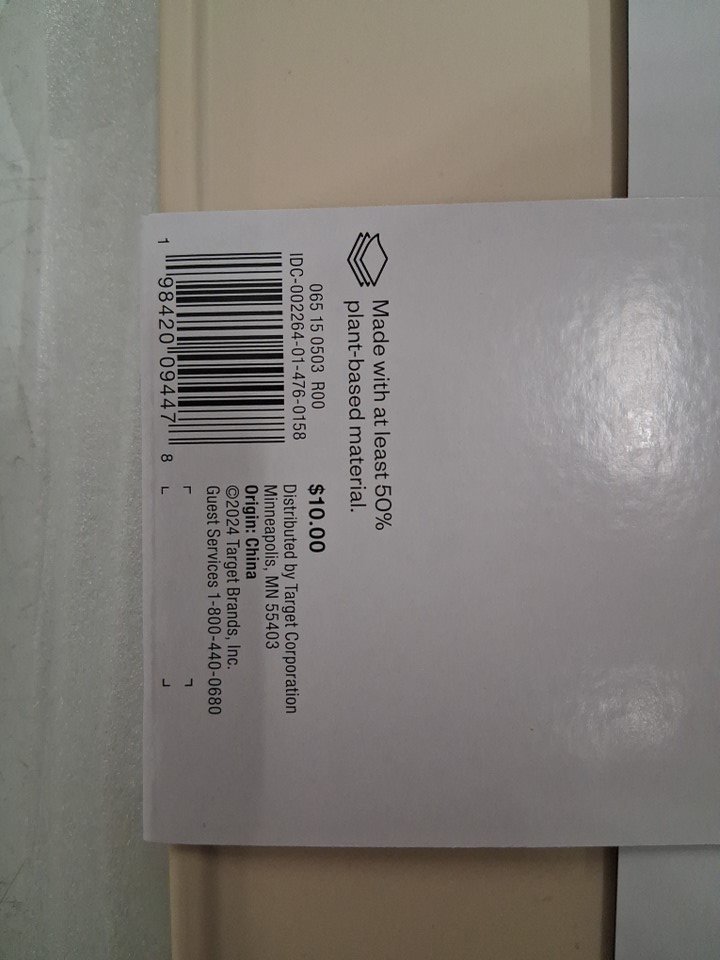 Made with at least 50%
plant-based material.
065 15 0503 R00
IDC-002264-01-476-0158
1 98420 09447 8
$10.00
Distributed by Target Corporation
Minneapolis, MN 55403
Origin: China
©2024 Target Brands, Inc.
Guest Services 1-800-440-0680